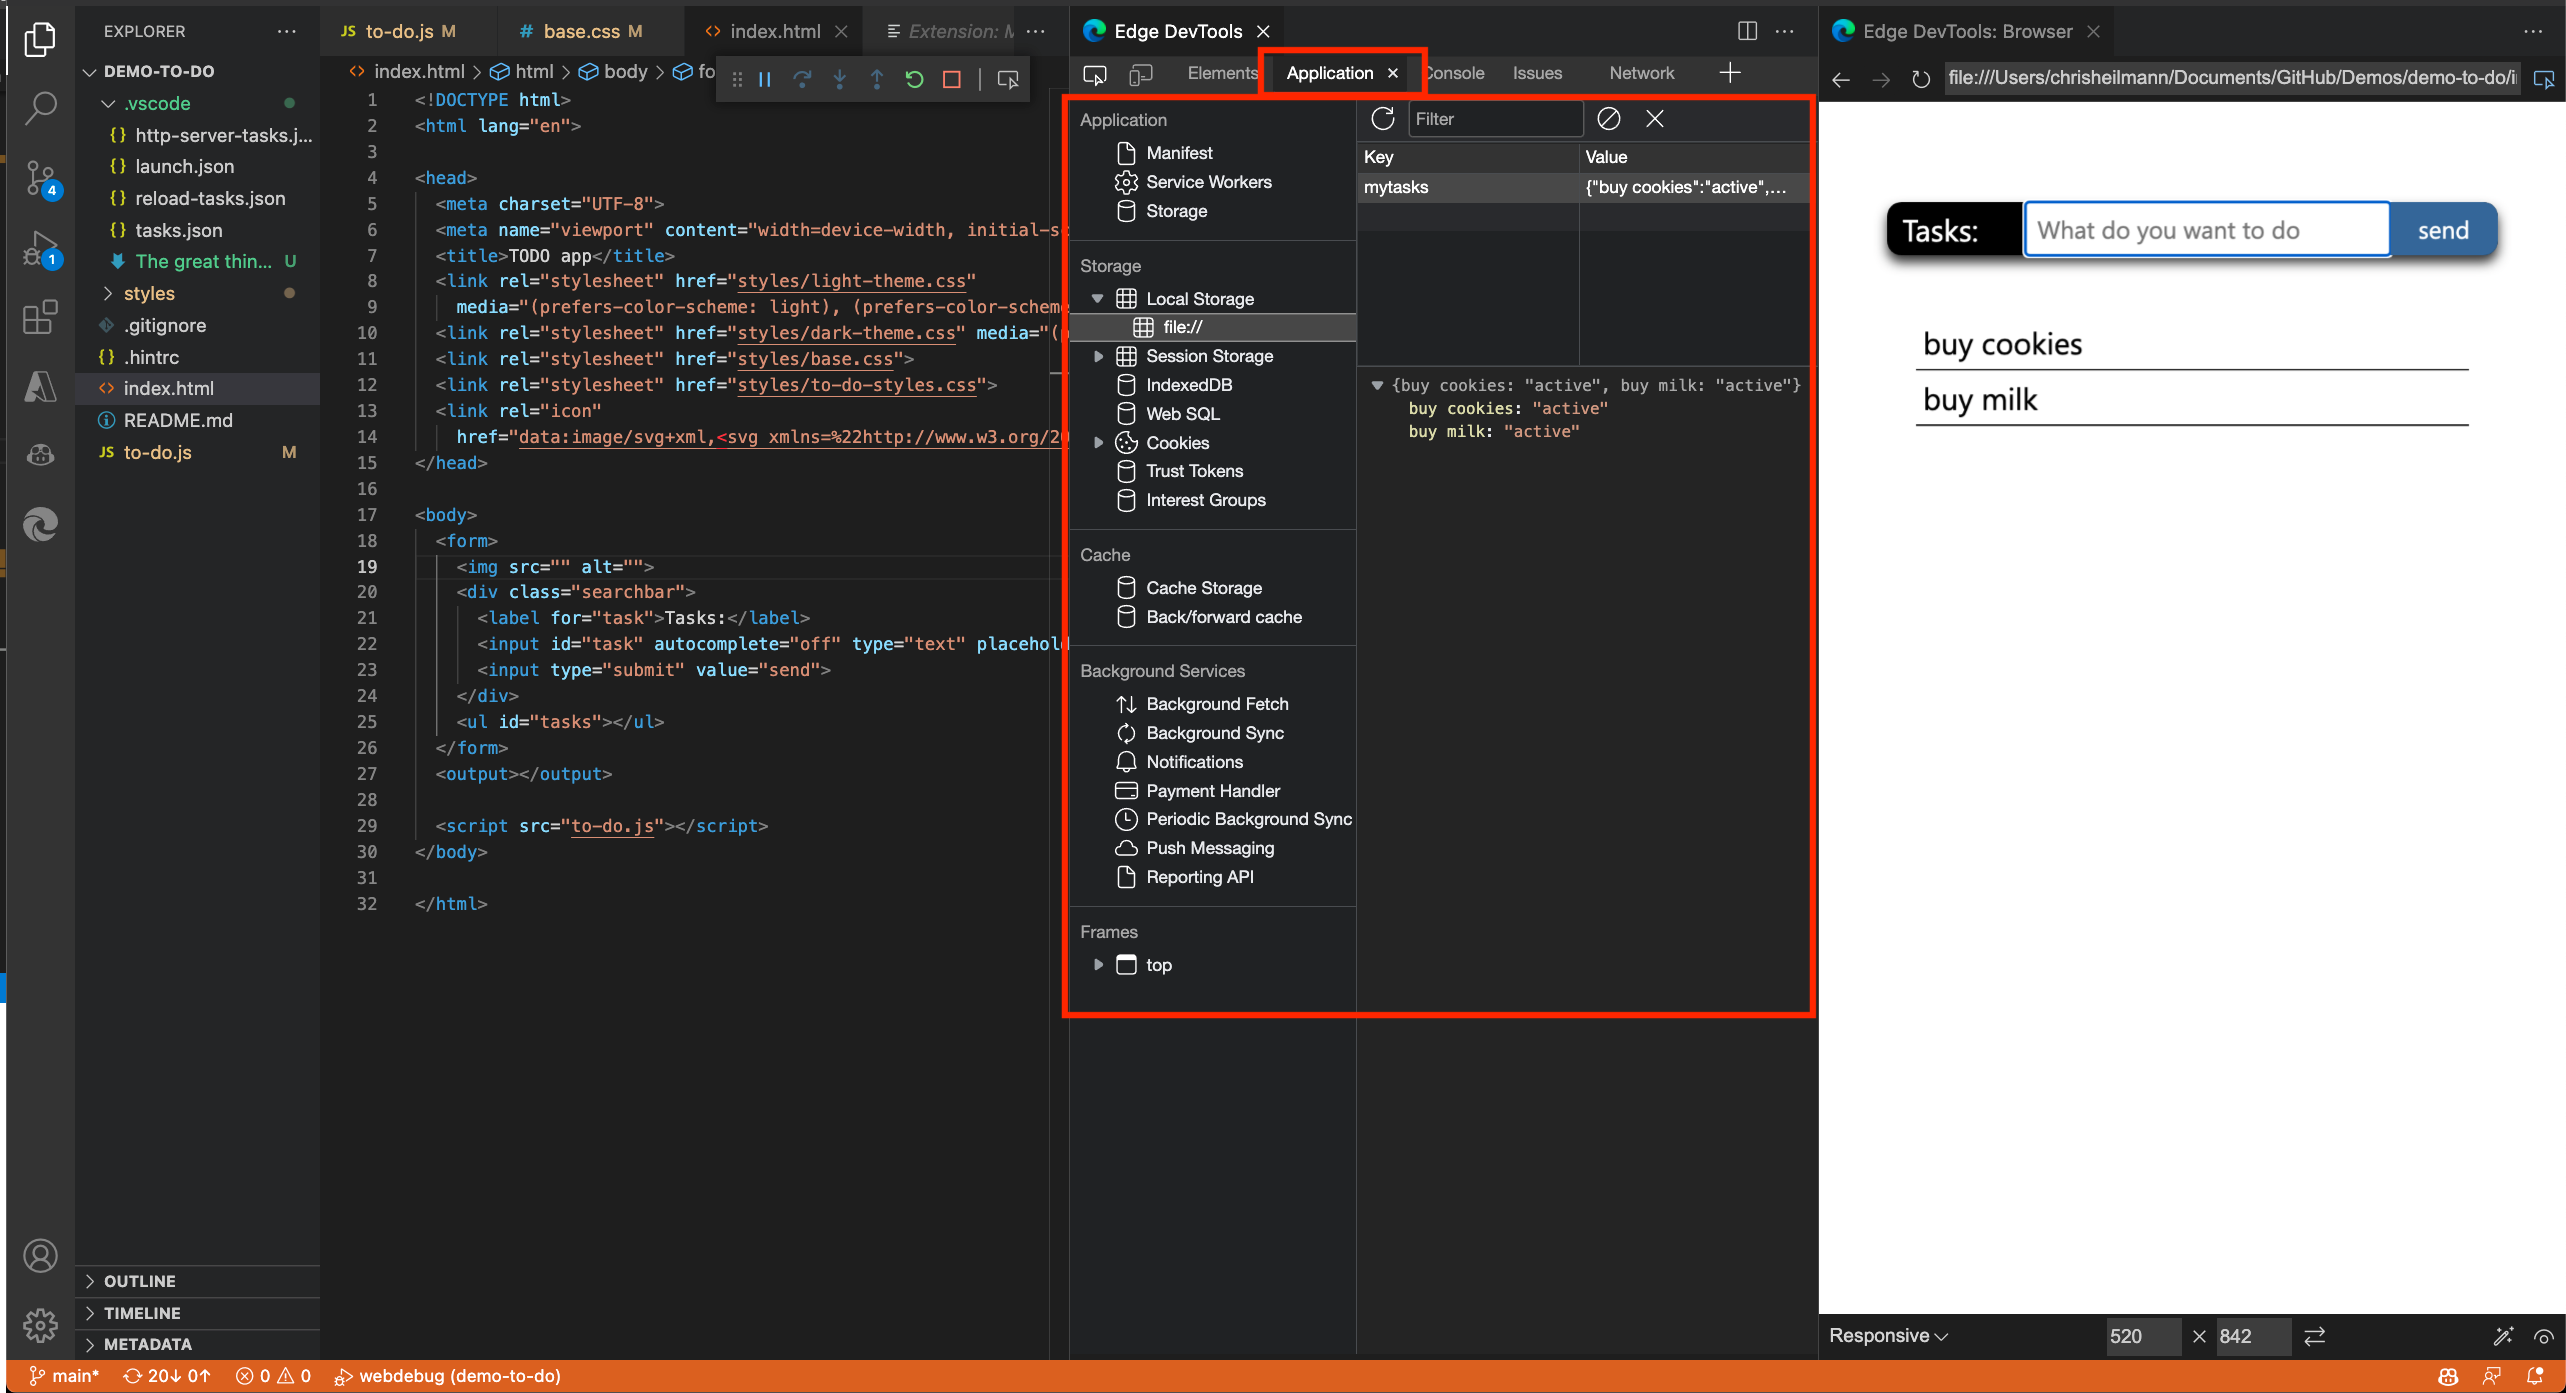 EXPLORER
DEMO-TO-DO
.vscode
http-server-tasks.j...
launch.json
reload-tasks.json
tasks.json
The great thin... U
styles
.gitignore
.hintrc
index.html
README.md
JS to-do.js M
OUTLINE
TIMELINE
METADATA
4
1
JS to-do.js M
# base.css M
<> index.html
Extension: M
index.html > html > body > fo
1 <!DOCTYPE html>
2 <html lang="en">
3
4 <head>
5 <meta charset="UTF-8">
6 <meta name="viewport" content="width=device-width, initial-sc
7 <title>TODO app</title>
8 <link rel="stylesheet" href="styles/light-theme.css"
9 media="(prefers-color-scheme: light), (prefers-color-scheme
10 <link rel="stylesheet" href="styles/dark-theme.css" media="(p
11 <link rel="stylesheet" href="styles/base.css">
12 <link rel="stylesheet" href="styles/to-do-styles.css">
13 <link rel="icon"
14 href="data:image/svg+xml,<svg xmlns=%22http://www.w3.org/20
15 </head>
16
17 <body>
18 <form>
19 <img src="" alt="">
20 <div class="searchbar">
21 <label for="task">Tasks:</label>
22 <input id="task" autocomplete="off" type="text" placehold
23 <input type="submit" value="send">
24 </div>
25 <ul id="tasks"></ul>
26 </form>
27 <output></output>
28
29 <script src="to-do.js"></script>
30 </body>
31
32 </html>
Edge DevTools
Elements Application Console Issues Network
Application
Manifest
Service Workers
Storage
Storage
Local Storage
file://
Session Storage
IndexedDB
Web SQL
Cookies
Trust Tokens
Interest Groups
Cache
Cache Storage
Back/forward cache
Background Services
Background Fetch
Background Sync
Notifications
Payment Handler
Periodic Background Sync
Push Messaging
Reporting API
Frames
top
Filter
Key Value
mytasks {"buy cookies":"active",...
{buy cookies: "active", buy milk: "active"}
buy cookies: "active"
buy milk: "active"
Edge DevTools: Browser
file:///Users/chrisheilmann/Documents/GitHub/Demos/demo-to-do/i
Tasks: What do you want to do send
buy cookies
buy milk
Responsive 520 × 842
main* 20↓ 0↑ 0 0 webdebug (demo-to-do)